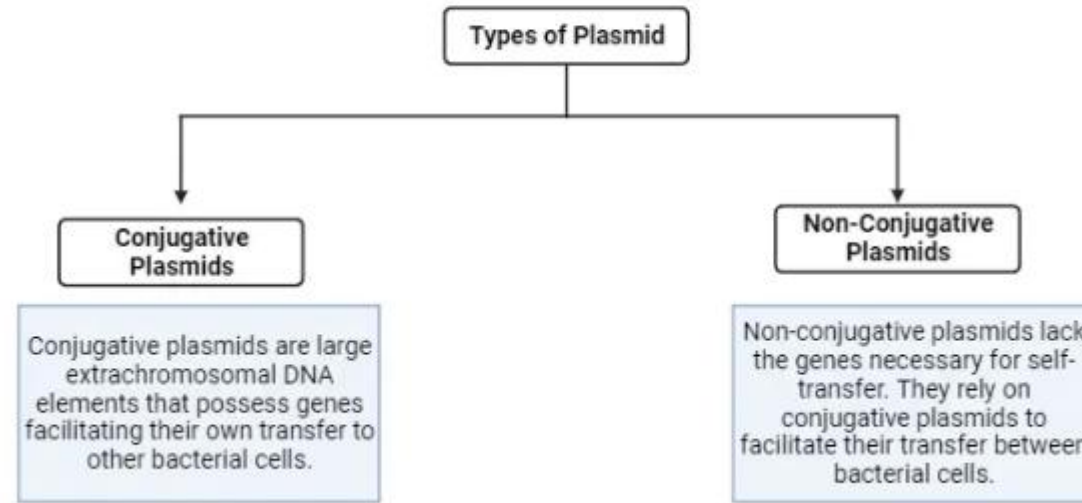 Types of Plasmid
Conjugative
Plasmids
Conjugative plasmids are large
extrachromosomal DNA
elements that possess genes
facilitating their own transfer to
other bacterial cells.
Non-Conjugative
Plasmids
Non-conjugative plasmids lack
the genes necessary for self-
transfer. They rely on
conjugative plasmids to
facilitate their transfer between
bacterial cells.